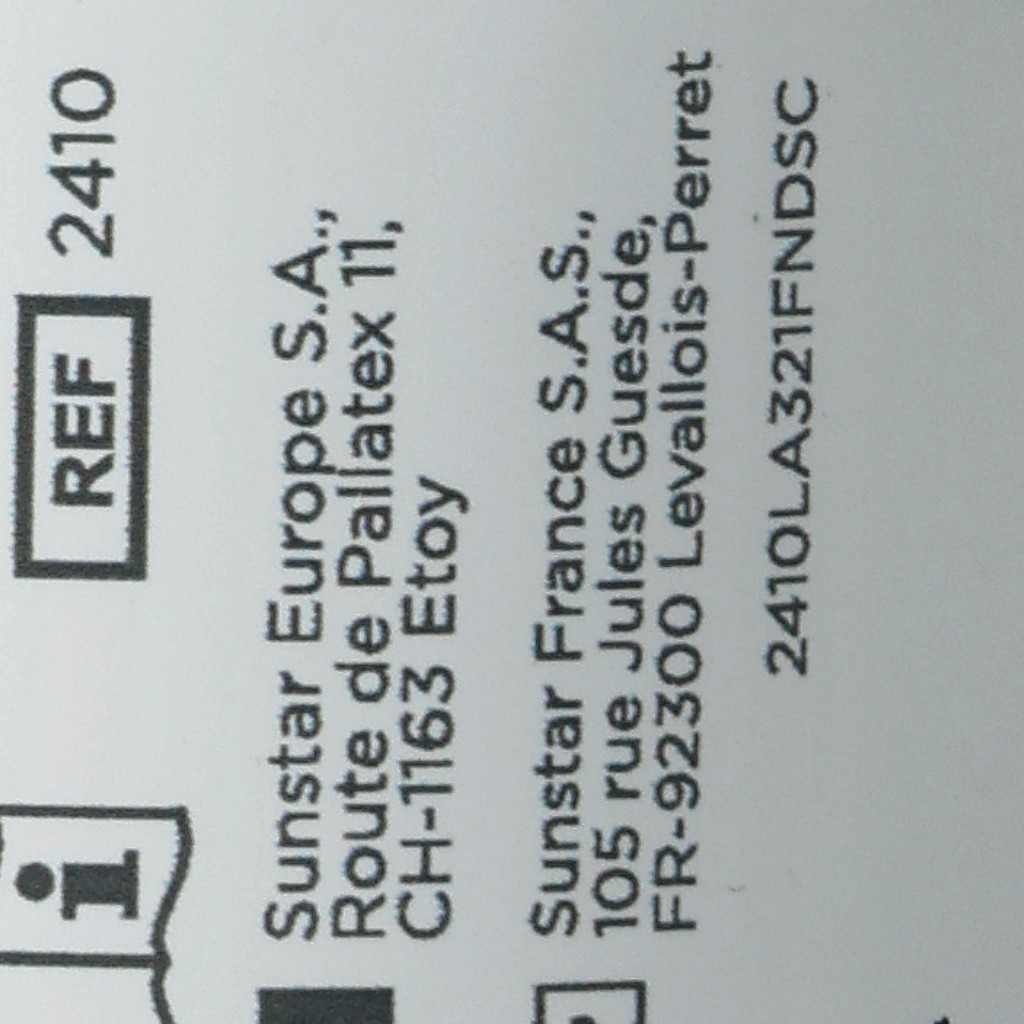 REF 2410
Sunstar Europe S.A.,
Route de Pallatex 11,
CH-1163 Etoy
Sunstar France S.A.S.,
105 rue Jules Guesde,
FR-92300 Levallois-Perret
2410LA321FNDSC